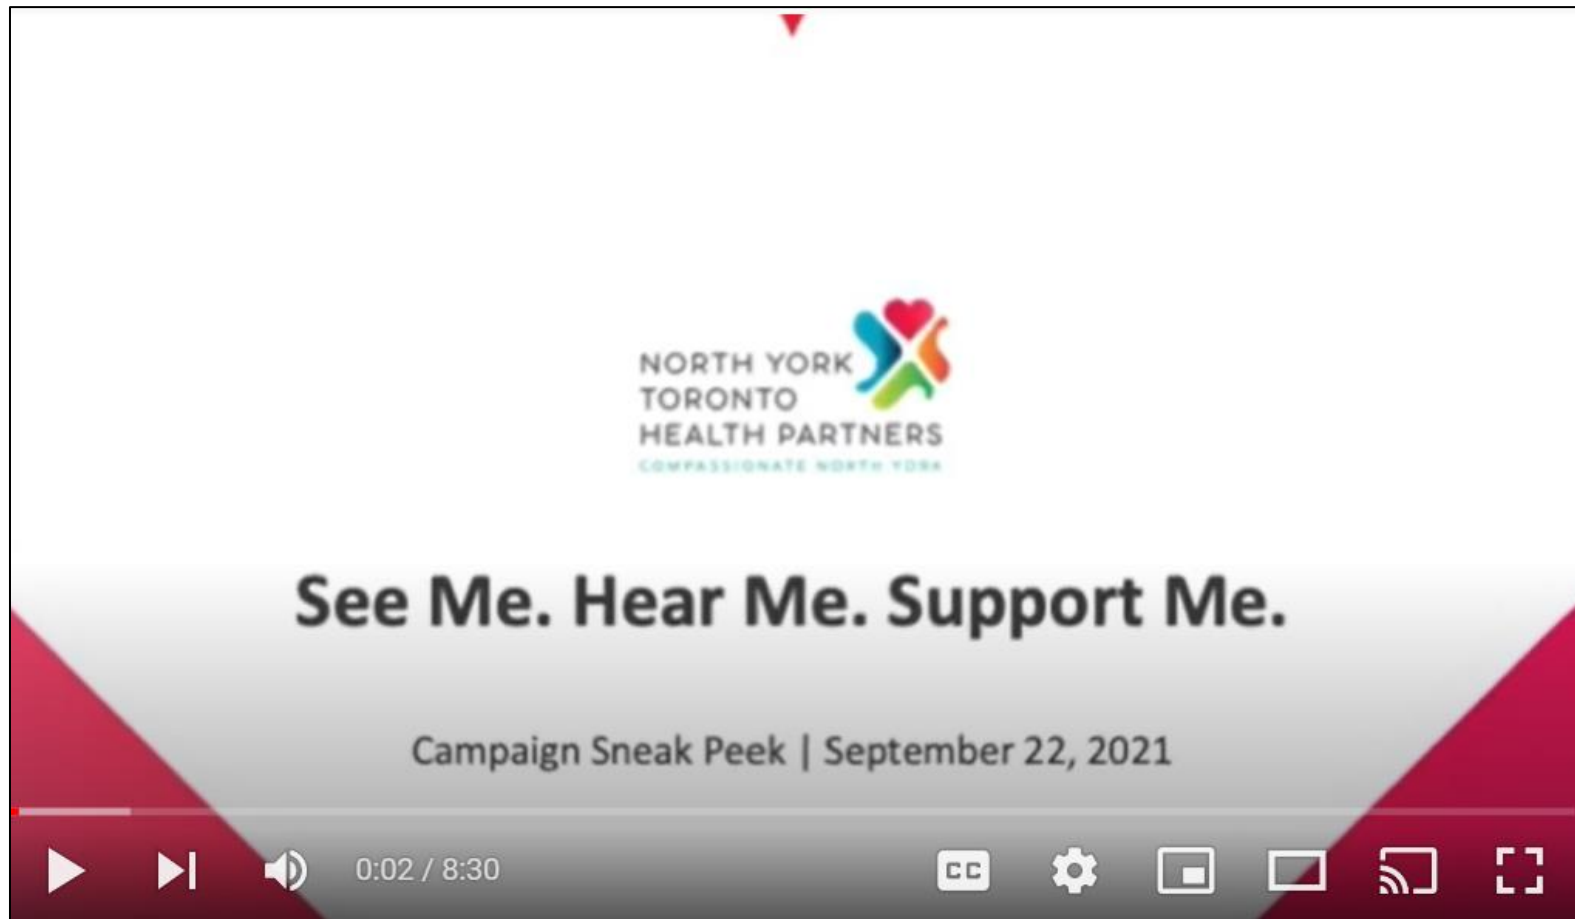 NORTH YORK
TORONTO
HEALTH PARTNERS
COMPASSIONATE NORTH YORK
See Me. Hear Me. Support Me.
Campaign Sneak Peek | September 22, 2021
0:02 / 8:30
CC